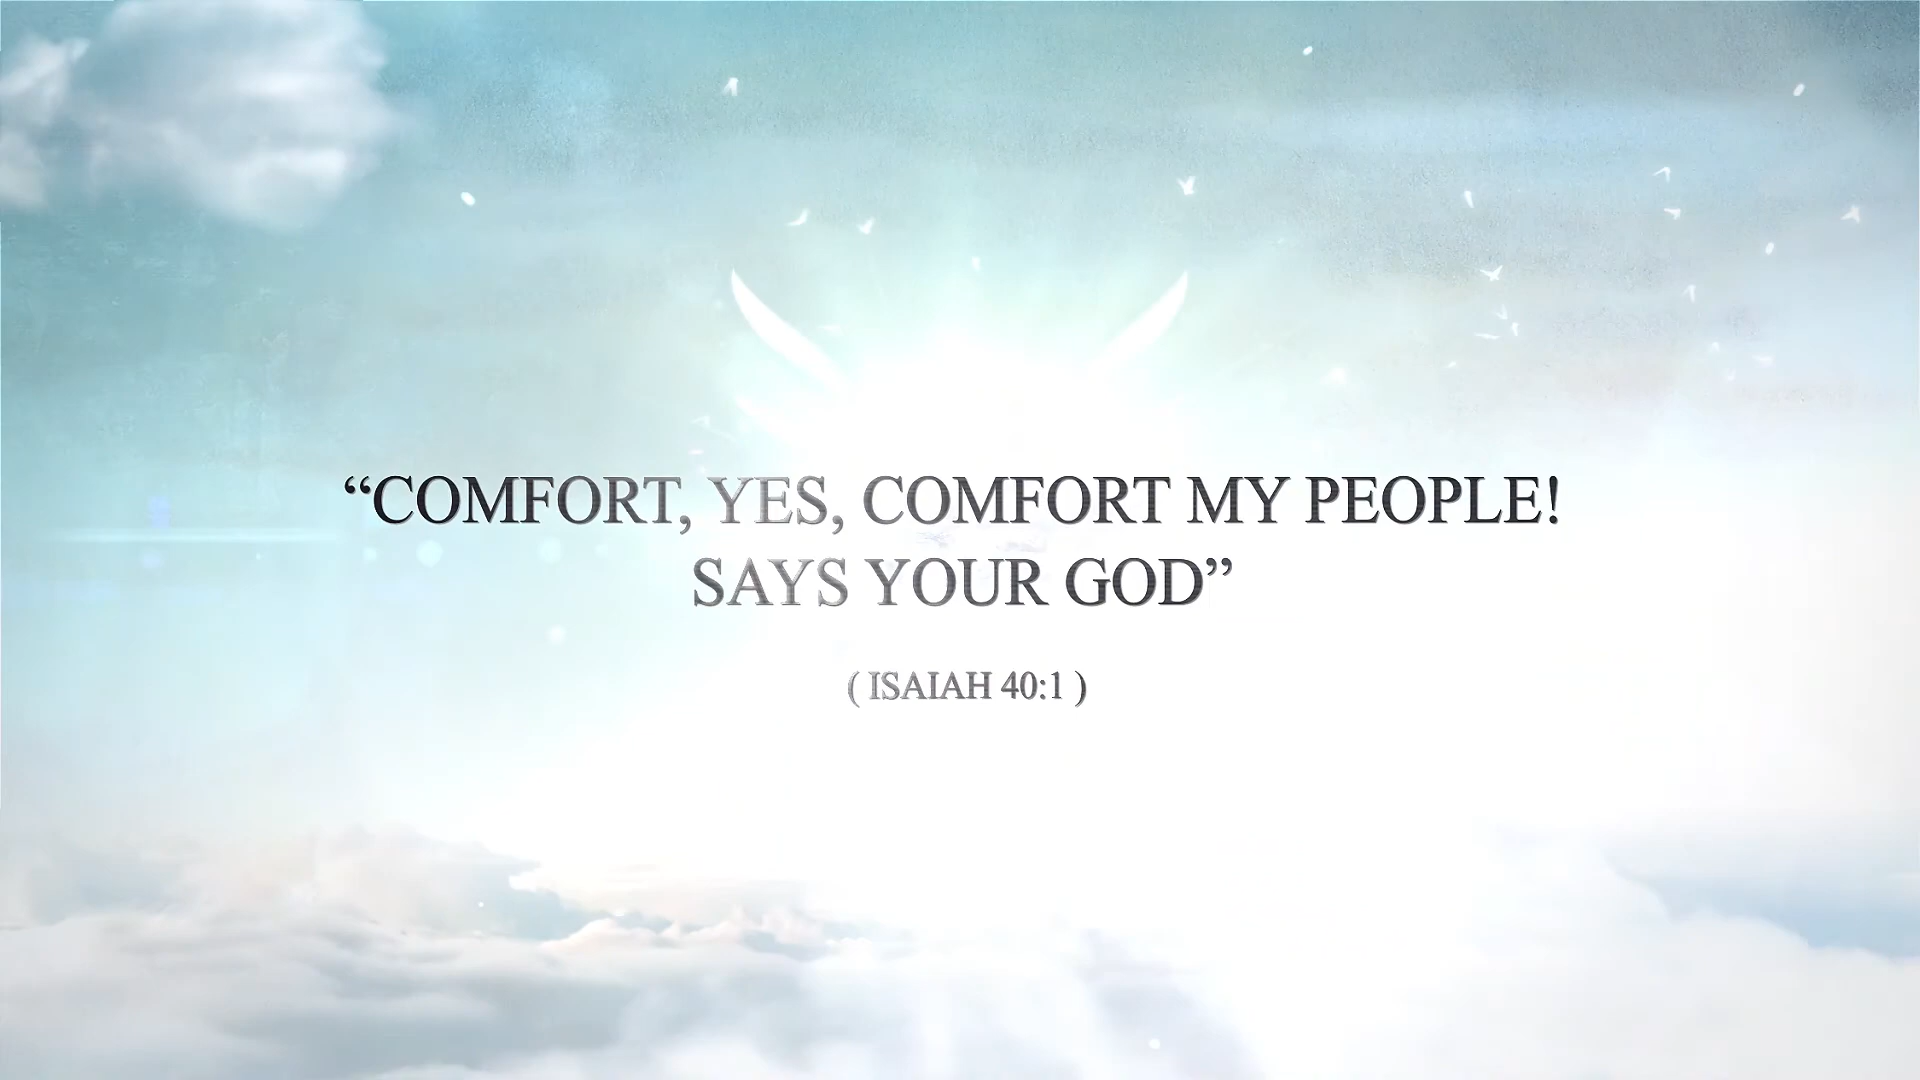 “COMFORT, YES, COMFORT MY PEOPLE!
SAYS YOUR GOD”
( ISAIAH 40:1 )